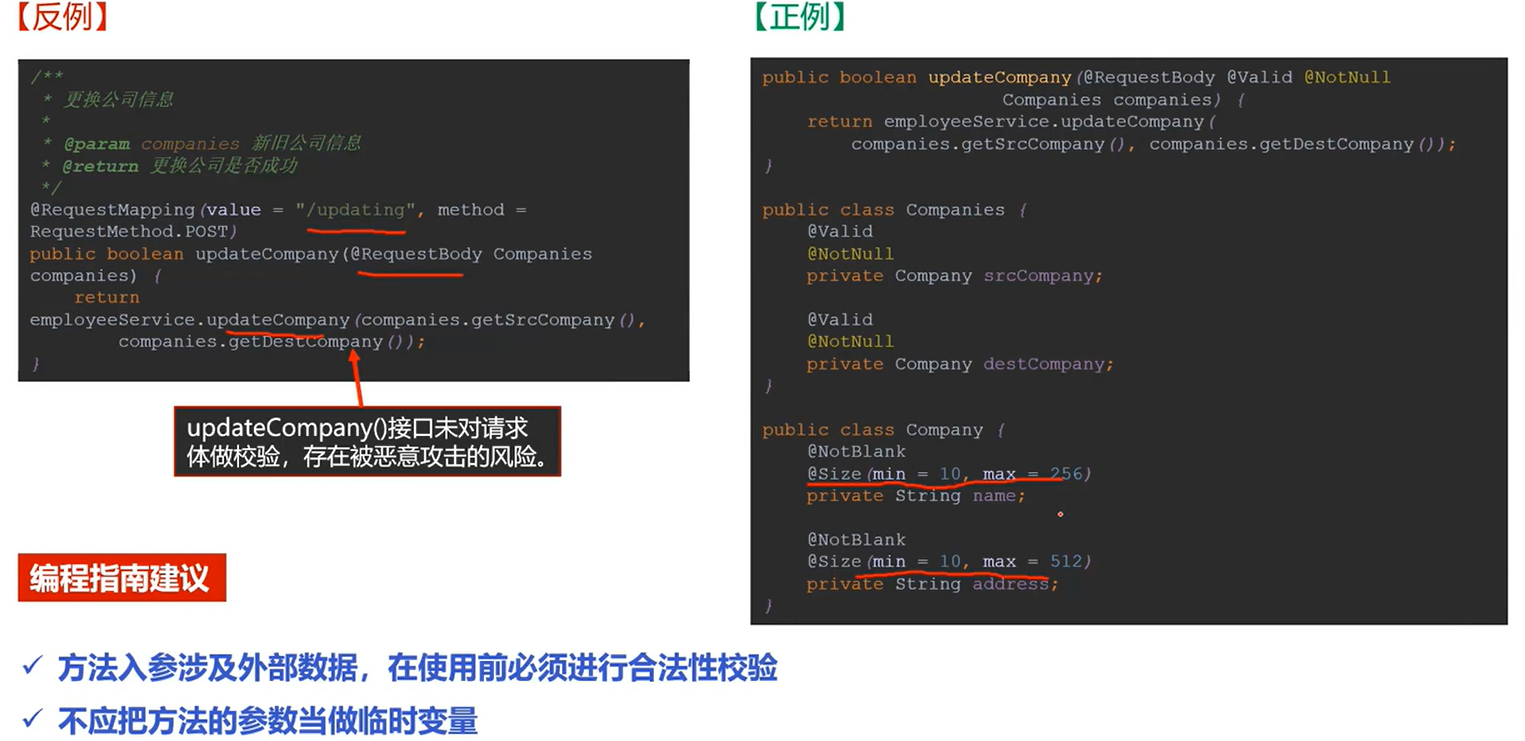 【反例】
/**
 * 更换公司信息
 *
 * @param companies 新旧公司信息
 * @return 更换公司是否成功
 */
@RequestMapping(value = "/updating", method =
RequestMethod.POST)
public boolean updateCompany(@RequestBody Companies
companies) {
    return
employeeService.updateCompany(companies.getSrcCompany(),
        companies.getDestCompany());
}
updateCompany()接口未对请求
体做校验，存在被恶意攻击的风险。
【正例】
public boolean updateCompany(@RequestBody @Valid @NotNull
                Companies companies) {
    return employeeService.updateCompany(
        companies.getSrcCompany(), companies.getDestCompany());
}
public class Companies {
    @Valid
    @NotNull
    private Company srcCompany;
    @Valid
    @NotNull
    private Company destCompany;
}
public class Company {
    @NotBlank
    @Size(min = 10, max = 256)
    private String name;
    @NotBlank
    @Size(min = 10, max = 512)
    private String address;
}
编程指南建议
✓ 方法入参涉及外部数据，在使用前必须进行合法性校验
✓ 不应把方法的参数当做临时变量